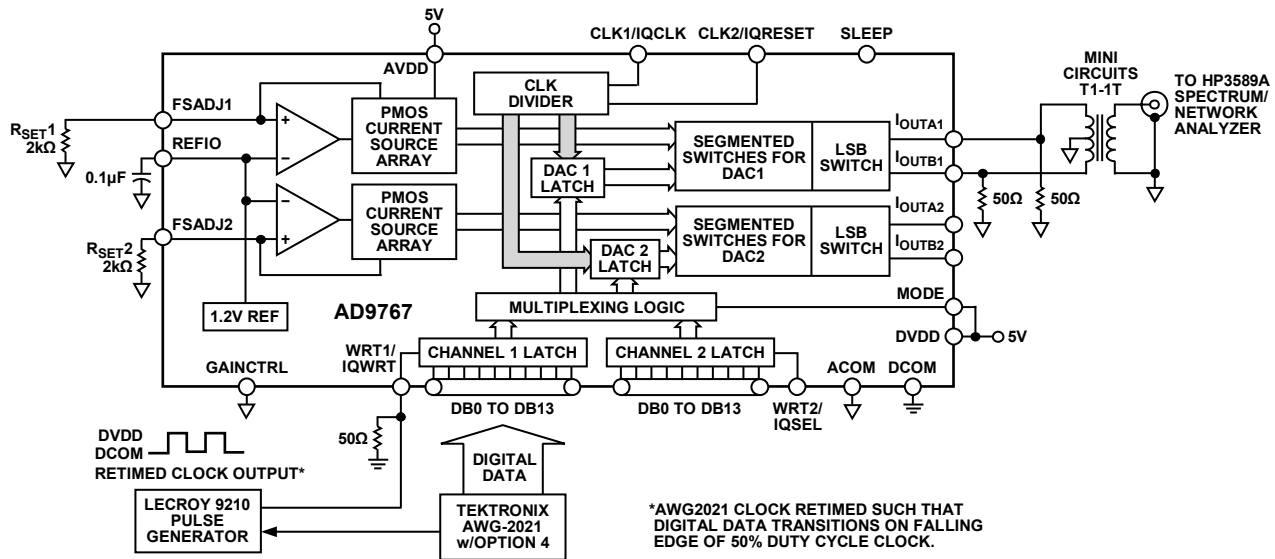 5V
CLK1/IQCLK
CLK2/IQRESET
SLEEP
AVDD
FSADJ1
RSET1
2kΩ
REFIO
0.1µF
FSADJ2
RSET2
2kΩ
+
−
−
+
PMOS
CURRENT
SOURCE
ARRAY
PMOS
CURRENT
SOURCE
ARRAY
CLK
DIVIDER
DAC 1
LATCH
DAC 2
LATCH
SEGMENTED
SWITCHES FOR
DAC1
LSB
SWITCH
SEGMENTED
SWITCHES FOR
DAC2
LSB
SWITCH
IOUTA1
IOUTB1
IOUTA2
IOUTB2
MINI
CIRCUITS
T1-1T
TO HP3589A
SPECTRUM/
NETWORK
ANALYZER
50Ω
50Ω
1.2V REF
AD9767
MULTIPLEXING LOGIC
MODE
DVDD
5V
WRT1/
IQWRT
CHANNEL 1 LATCH
CHANNEL 2 LATCH
GAINCTRL
ACOM
DCOM
DB0 TO DB13
DB0 TO DB13
WRT2/
IQSEL
50Ω
DVDD
DCOM
RETIMED CLOCK OUTPUT*
DIGITAL
DATA
LECROY 9210
PULSE
GENERATOR
TEKTRONIX
AWG-2021
w/OPTION 4
*AWG2021 CLOCK RETIMED SUCH THAT
DIGITAL DATA TRANSITIONS ON FALLING
EDGE OF 50% DUTY CYCLE CLOCK.